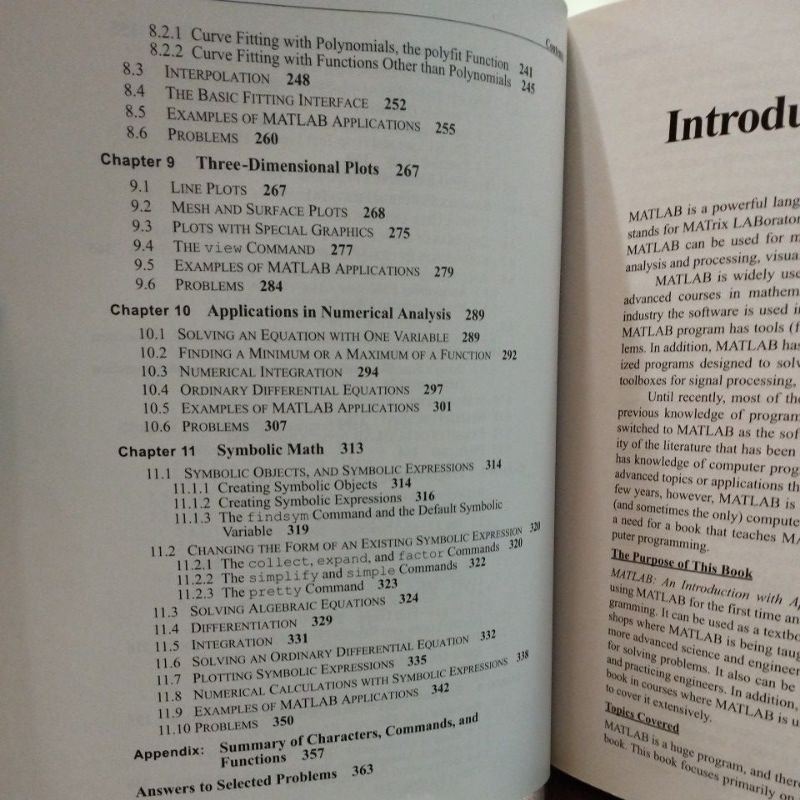 8.2.1 Curve Fitting with Polynomials, the polyfit Function 241
8.2.2 Curve Fitting with Functions Other than Polynomials 245
8.3 INTERPOLATION 248
8.4 THE BASIC FITTING INTERFACE 252
8.5 EXAMPLES OF MATLAB APPLICATIONS 255
8.6 PROBLEMS 260
Chapter 9 Three-Dimensional Plots 267
9.1 LINE PLOTS 267
9.2 MESH AND SURFACE PLOTS 268
9.3 PLOTS WITH SPECIAL GRAPHICS 275
9.4 THE view COMMAND 277
9.5 EXAMPLES OF MATLAB APPLICATIONS 279
9.6 PROBLEMS 284
Chapter 10 Applications in Numerical Analysis 289
10.1 SOLVING AN EQUATION WITH ONE VARIABLE 289
10.2 FINDING A MINIMUM OR A MAXIMUM OF A FUNCTION 292
10.3 NUMERICAL INTEGRATION 294
10.4 ORDINARY DIFFERENTIAL EQUATIONS 297
10.5 EXAMPLES OF MATLAB APPLICATIONS 301
10.6 PROBLEMS 307
Chapter 11 Symbolic Math 313
11.1 SYMBOLIC OBJECTS, AND SYMBOLIC EXPRESSIONS 314
11.1.1 Creating Symbolic Objects 314
11.1.2 Creating Symbolic Expressions 316
11.1.3 The findsym Command and the Default Symbolic
Variable 319
11.2 CHANGING THE FORM OF AN EXISTING SYMBOLIC EXPRESSION 320
11.2.1 The collect, expand, and factor Commands 320
11.2.2 The simplify and simple Commands 322
11.2.3 The pretty Command 323
11.3 SOLVING ALGEBRAIC EQUATIONS 324
11.4 DIFFERENTIATION 329
11.5 INTEGRATION 331
11.6 SOLVING AN ORDINARY DIFFERENTIAL EQUATION 332
11.7 PLOTTING SYMBOLIC EXPRESSIONS 335
11.8 NUMERICAL CALCULATIONS WITH SYMBOLIC EXPRESSIONS 338
11.9 EXAMPLES OF MATLAB APPLICATIONS 342
11.10 PROBLEMS 350
Appendix: Summary of Characters, Commands, and
Functions 357
Answers to Selected Problems 363
Introdu
MATLAB is a powerful lang
stands for MATrix LABorator
MATLAB can be used for m
analysis and processing, visua
MATLAB is widely use
advanced courses in mathem
industry the software is used i
MATLAB program has tools (f
lems. In addition, MATLAB has
ized programs designed to solv
toolboxes for signal processing,
Until recently, most of the
previous knowledge of program
switched to MATLAB as the sof
ity of the literature that has been
has knowledge of computer prog
advanced topics or applications th
few years, however, MATLAB is
(and sometimes the only) compute
a need for a book that teaches MA
puter programming.
The Purpose of This Book
MATLAB: An Introduction with Ap
using MATLAB for the first time an
gramming. It can be used as a textbo
shops where MATLAB is being taug
more advanced science and engineer
for solving problems. It also can be
and practicing engineers. In addition,
book in courses where MATLAB is u
to cover it extensively.
Topics Covered
MATLAB is a huge program, and there
book. This book focuses primarily on